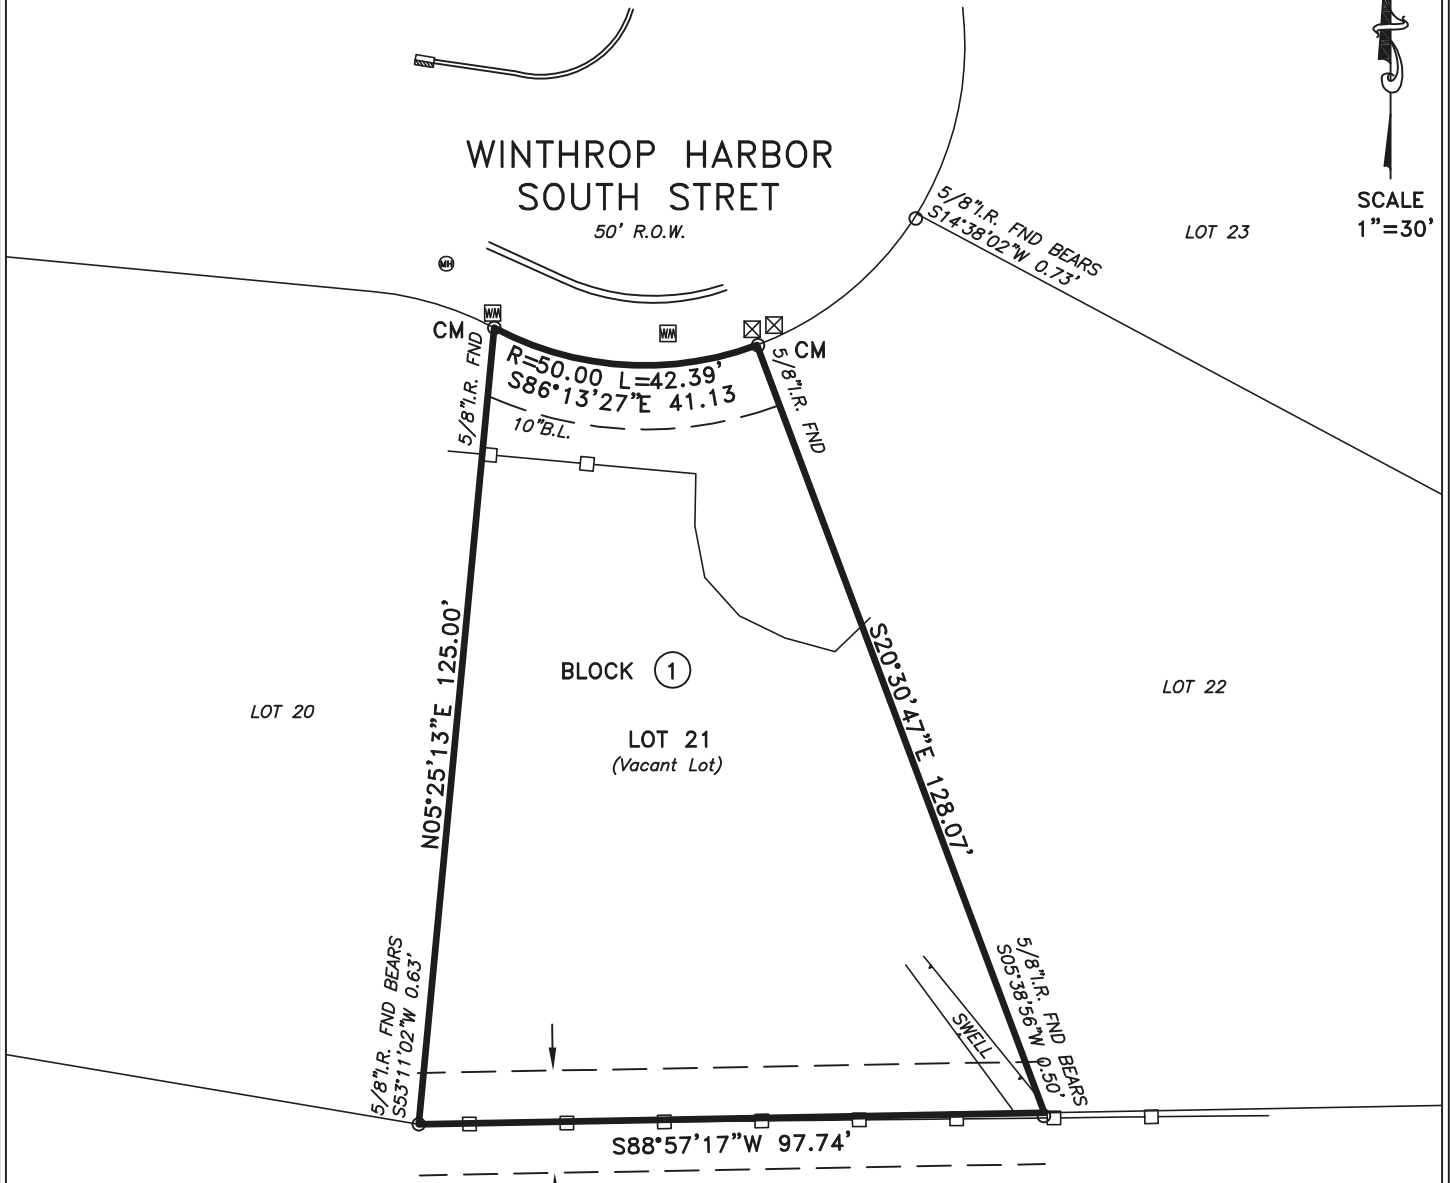 WINTHROP HARBOR
SOUTH STRET
50' R.O.W.
SCALE
1"=30'
5/8"I.R. FND BEARS
S14°38'02"W 0.73'
LOT 23
MH
WM
WM
CM
CM
5/8"I.R. FND
R=50.00 L=42.39'
S86°13'27"E 41.13
5/8"I.R. FND
10"B.L.
N05°25'13"E 125.00'
S20°30'47"E 128.07'
BLOCK 1
LOT 20
LOT 21
(Vacant Lot)
LOT 22
5/8"I.R. FND BEARS
S53°11'02"W 0.63'
SWELL
5/8"I.R. FND BEARS
S05°38'56"W 0.50'
S88°57'17"W 97.74'